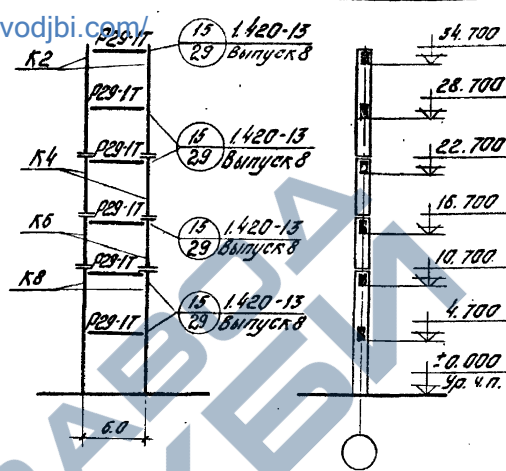 vodjbi.com/
Р29-1Т
15
29
1.420-13
Выпуск 8
К2
Р29-1Т
15
29
1.420-13
Выпуск 8
Р29-1Т
К4
Р29-1Т
К6
15
29
1.420-13
Выпуск 8
Р29-1Т
К8
15
29
1.420-13
Выпуск 8
Р29-1Т
6.0
34.700
28.700
22.700
16.700
10.700
4.700
±0.000
Ур. ч.п.
ЗАВОД
ЖБИ